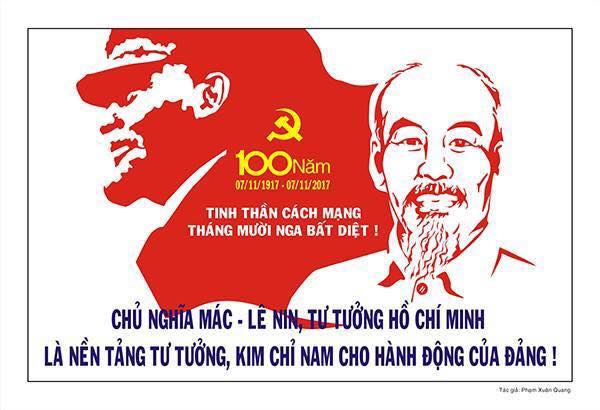 100Năm
07/11/1917 - 07/11/2017
TINH THẦN CÁCH MẠNG
THÁNG MƯỜI NGA BẤT DIỆT !
CHỦ NGHĨA MÁC - LÊ NIN, TƯ TƯỞNG HỒ CHÍ MINH
LÀ NỀN TẢNG TƯ TƯỞNG, KIM CHỈ NAM CHO HÀNH ĐỘNG CỦA ĐẢNG !
Tác giả: Phạm Xuân Quang